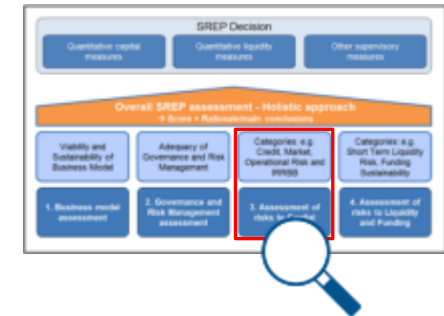 SREP Decision
Quantitative capital
measures
Quantitative liquidity
measures
Other supervisory
measures
Overall SREP assessment - Holistic approach
→ Score + Rationale/main conclusions
Viability and
Sustainability of
Business Model
Adequacy of
Governance and Risk
Management
Categories: e.g.
Credit, Market,
Operational Risk and
IRRBB
Categories: e.g.
Short Term Liquidity
Risk, Funding
Sustainability
1. Business model
assessment
2. Governance and
Risk Management
assessment
3. Assessment of
risks to Capital
4. Assessment of
risks to Liquidity
and Funding